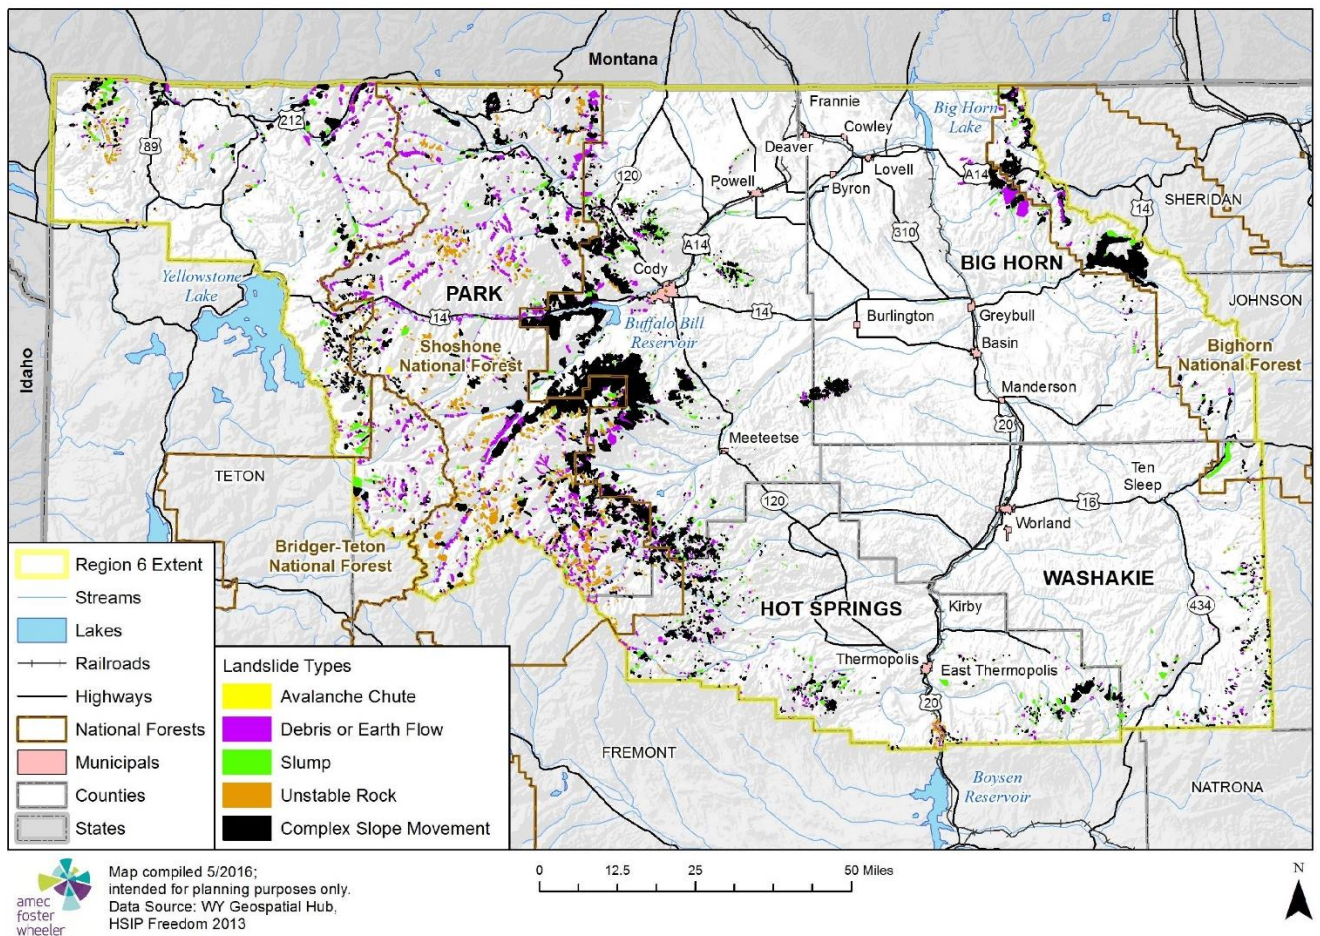 Montana
Frannie
Big Horn
Lake
212
Cowley
Deaver
89
Lovell
120
Powell
A14
Byron
14
SHERIDAN
310
A14
BIG HORN
Cody
Yellowstone
Lake
PARK
JOHNSON
14
14
Burlington
Greybull
Buffalo Bill
Reservoir
Shoshone
National Forest
Basin
Bighorn
National Forest
Idaho
Manderson
20
Meeteetse
TETON
Ten
Sleep
120
16
Worland
Bridger-Teton
National Forest
WASHAKIE
HOT SPRINGS
Kirby
434
Thermopolis
East Thermopolis
20
FREMONT
Boysen
Reservoir
NATRONA
Region 6 Extent
Streams
Lakes
Railroads
Highways
National Forests
Municipals
Counties
States
Landslide Types
Avalanche Chute
Debris or Earth Flow
Slump
Unstable Rock
Complex Slope Movement
amec
foster
wheeler
Map compiled 5/2016;
intended for planning purposes only.
Data Source: WY Geospatial Hub,
HSIP Freedom 2013
0 12.5 25 50 Miles
N